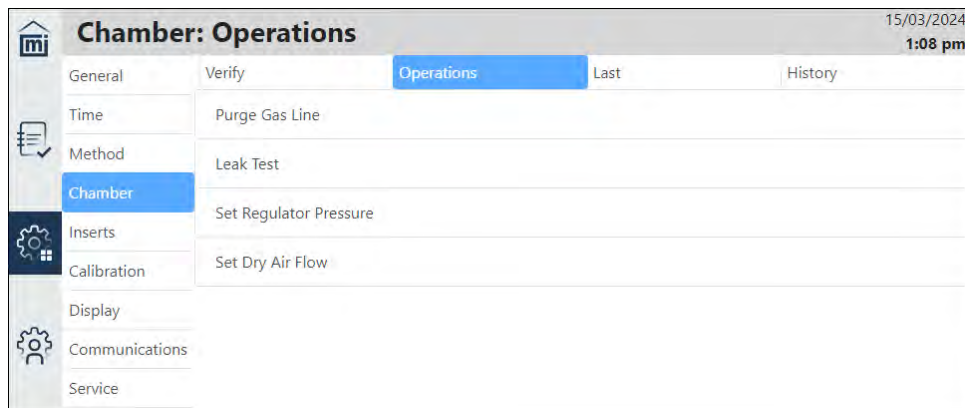 mi
Chamber: Operations
15/03/2024
1:08 pm
General
Time
Method
Chamber
Inserts
Calibration
Display
Communications
Service
Verify
Operations
Last
History
Purge Gas Line
Leak Test
Set Regulator Pressure
Set Dry Air Flow